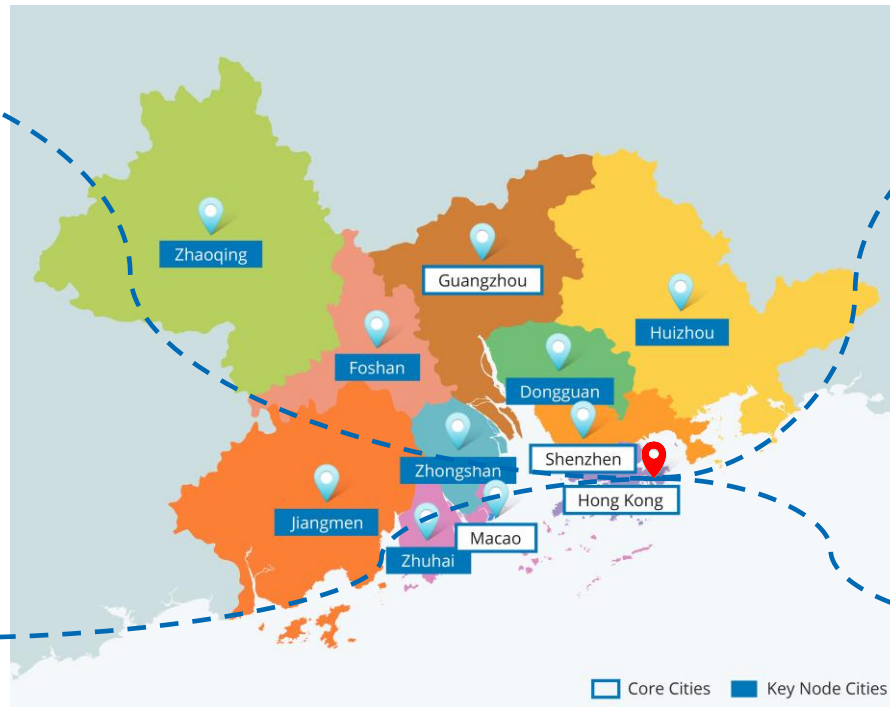 Zhaoqing
Guangzhou
Huizhou
Foshan
Dongguan
Shenzhen
Zhongshan
Hong Kong
Jiangmen
Macao
Zhuhai
Core Cities
Key Node Cities